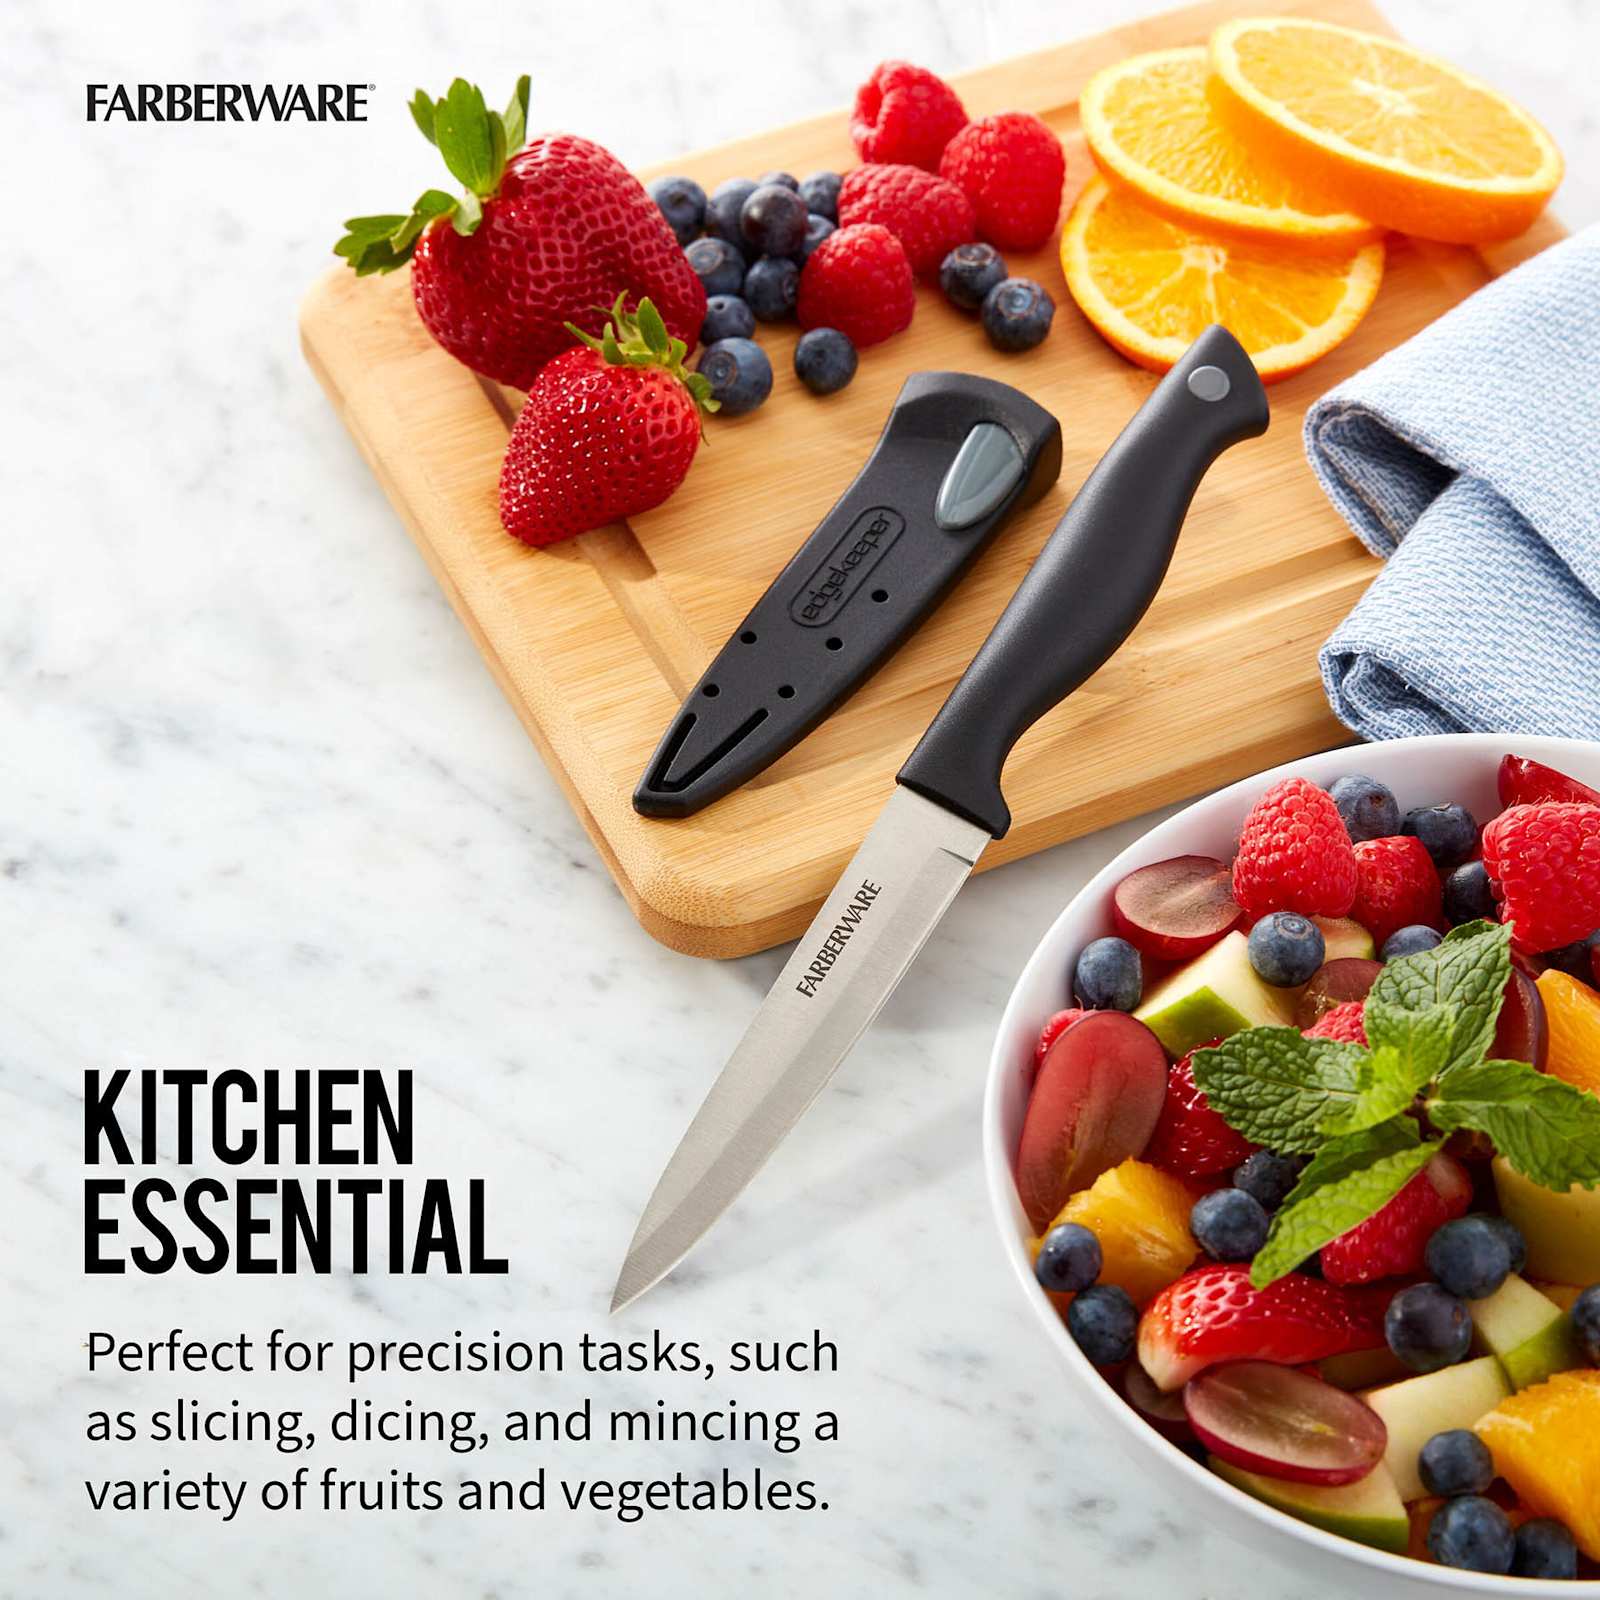 FARBERWARE®
edgekeeper
FARBERWARE
KITCHEN
ESSENTIAL
Perfect for precision tasks, such
as slicing, dicing, and mincing a
variety of fruits and vegetables.